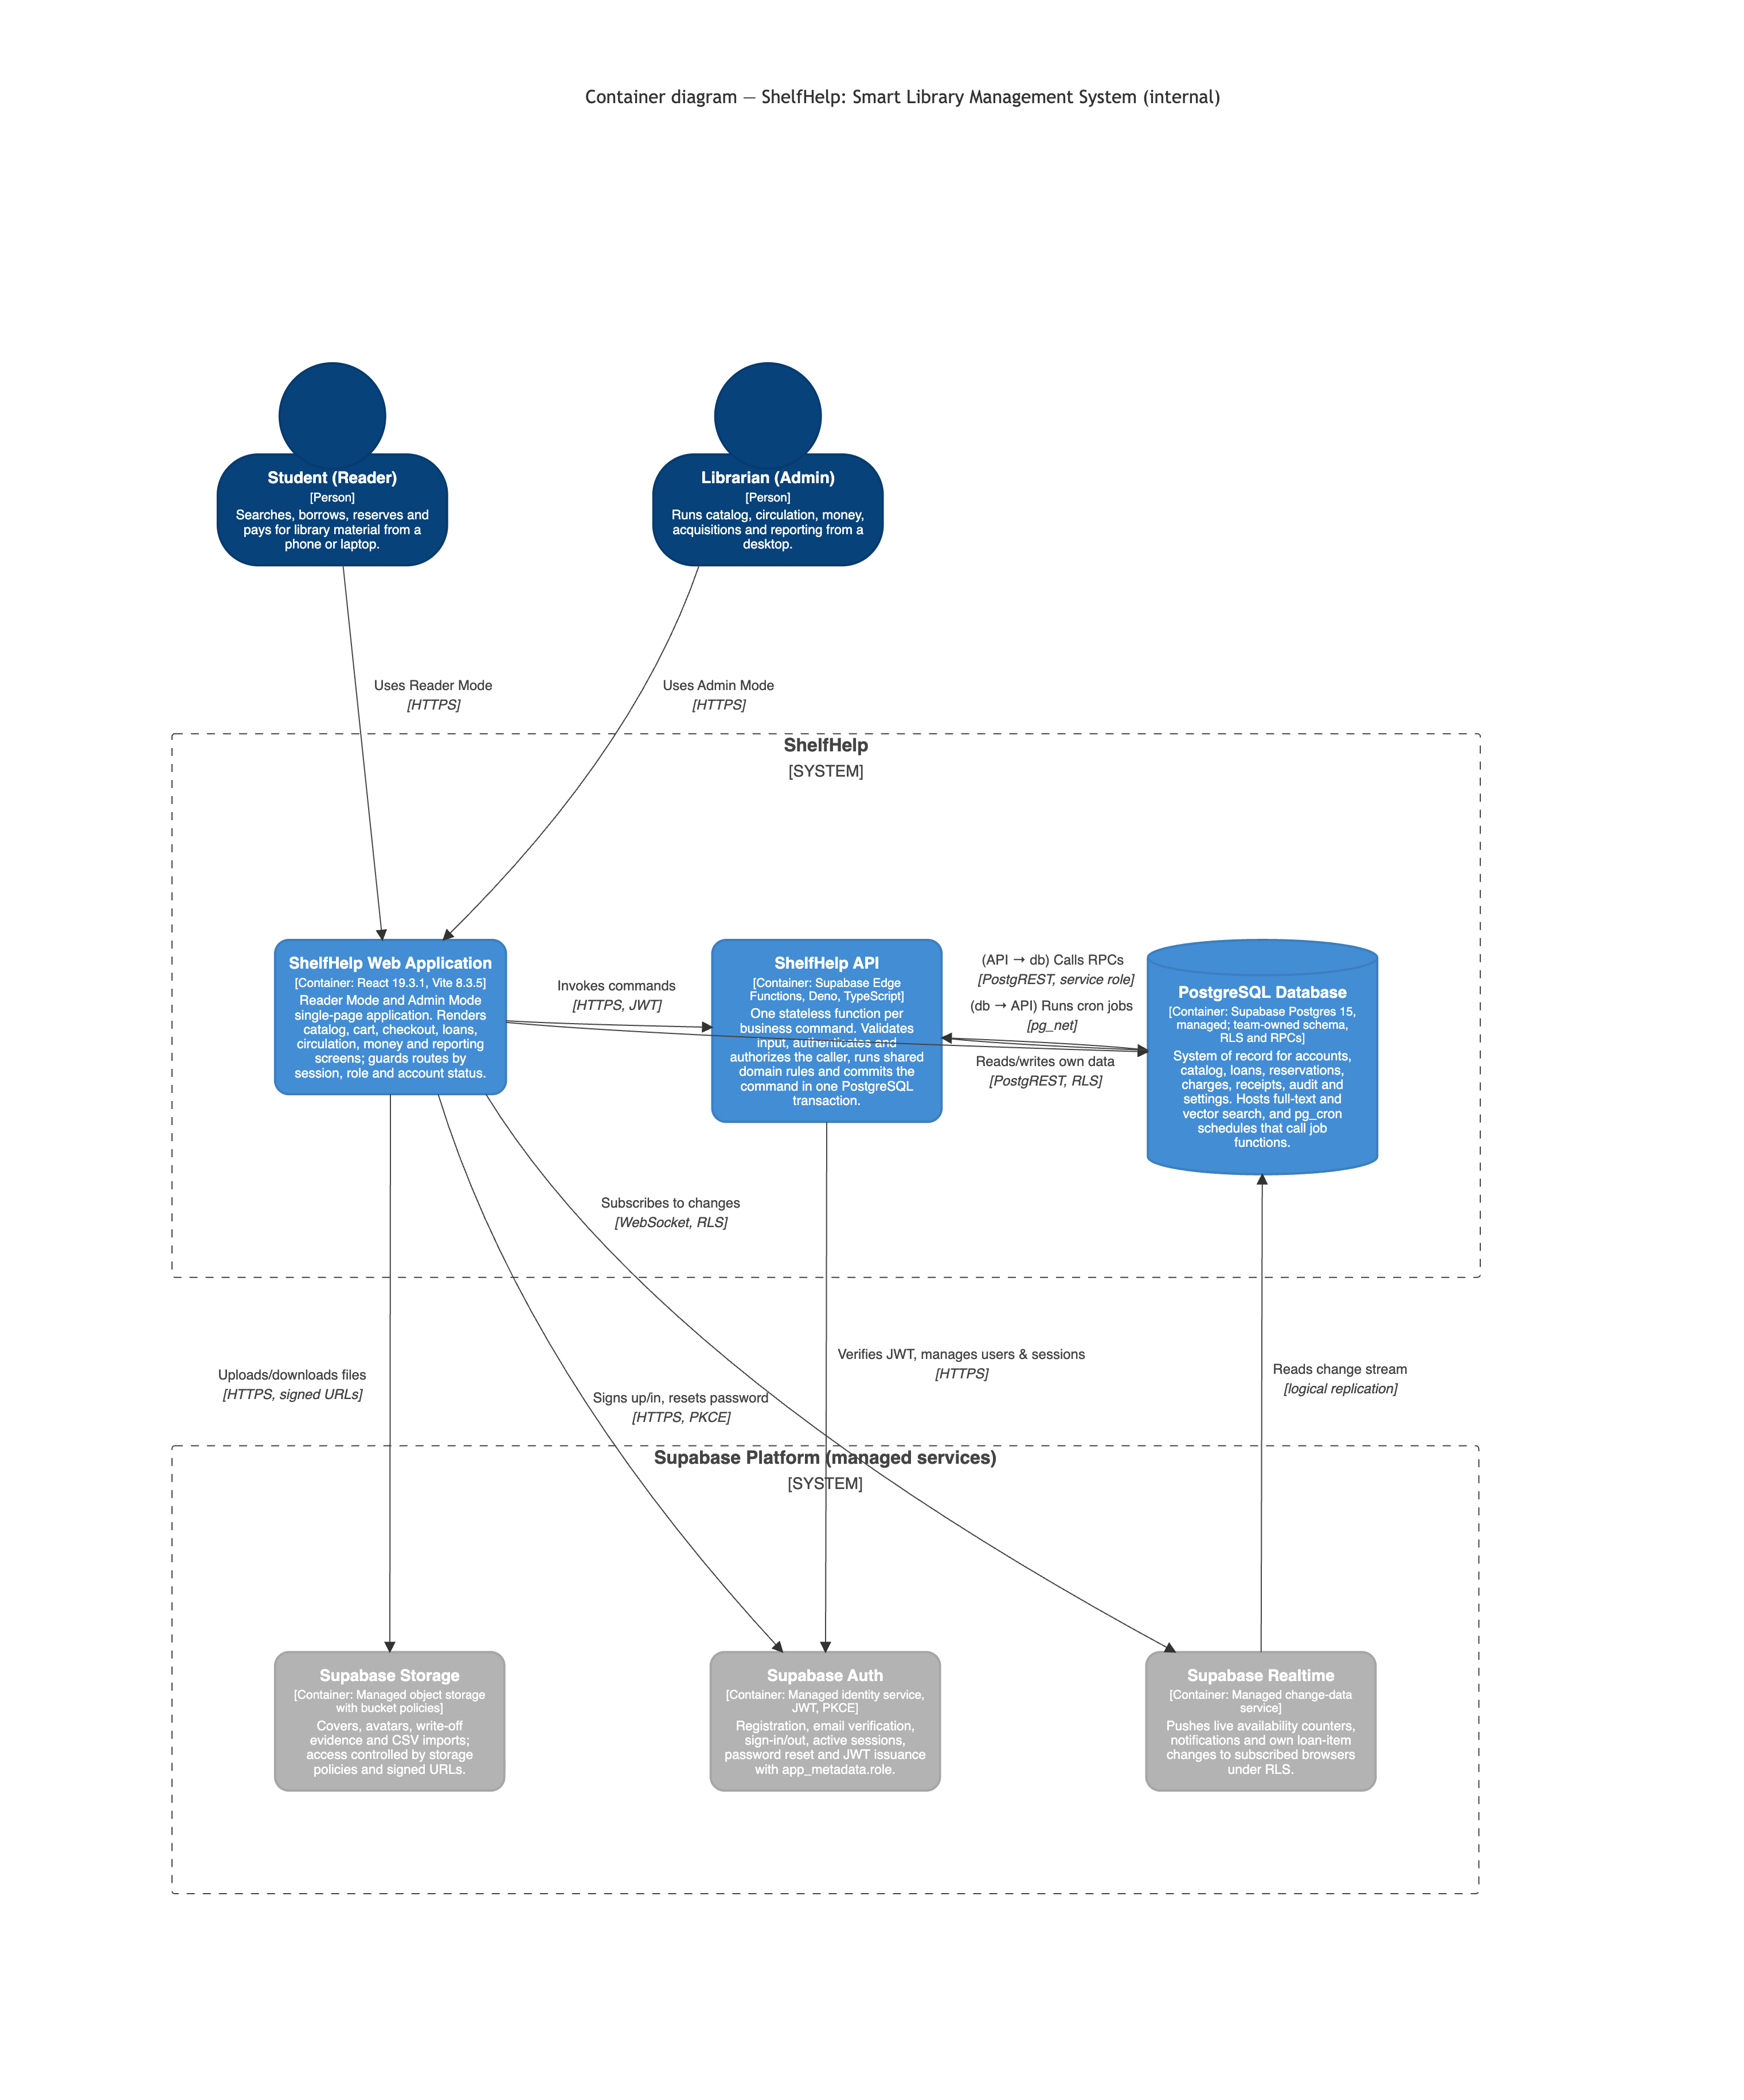 Container diagram — ShelfHelp: Smart Library Management System (internal)
Student (Reader)
[Person]
Searches, borrows, reserves and
pays for library material from a
phone or laptop.
Librarian (Admin)
[Person]
Runs catalog, circulation, money,
acquisitions and reporting from a
desktop.
Uses Reader Mode
[HTTPS]
Uses Admin Mode
[HTTPS]
ShelfHelp
[SYSTEM]
ShelfHelp Web Application
[Container: React 19.3.1, Vite 8.3.5]
Reader Mode and Admin Mode
single-page application. Renders
catalog, cart, checkout, loans,
circulation, money and reporting
screens; guards routes by
session, role and account status.
Invokes commands
[HTTPS, JWT]
ShelfHelp API
[Container: Supabase Edge
Functions, Deno, TypeScript]
One stateless function per
business command. Validates
input, authenticates and
authorizes the caller, runs shared
domain rules and commits the
command in one PostgreSQL
transaction.
(API → db) Calls RPCs
[PostgREST, service role]
(db → API) Runs cron jobs
[pg_net]
Reads/writes own data
[PostgREST, RLS]
PostgreSQL Database
[Container: Supabase Postgres 15,
managed; team-owned schema,
RLS and RPCs]
System of record for accounts,
catalog, loans, reservations,
charges, receipts, audit and
settings. Hosts full-text and
vector search, and pg_cron
schedules that call job
functions.
Subscribes to changes
[WebSocket, RLS]
Verifies JWT, manages users & sessions
[HTTPS]
Reads change stream
[logical replication]
Uploads/downloads files
[HTTPS, signed URLs]
Signs up/in, resets password
[HTTPS, PKCE]
Supabase Platform (managed services)
[SYSTEM]
Supabase Storage
[Container: Managed object storage
with bucket policies]
Covers, avatars, write-off
evidence and CSV imports;
access controlled by storage
policies and signed URLs.
Supabase Auth
[Container: Managed identity service,
JWT, PKCE]
Registration, email verification,
sign-in/out, active sessions,
password reset and JWT issuance
with app_metadata.role.
Supabase Realtime
[Container: Managed change-data
service]
Pushes live availability counters,
notifications and own loan-item
changes to subscribed browsers
under RLS.